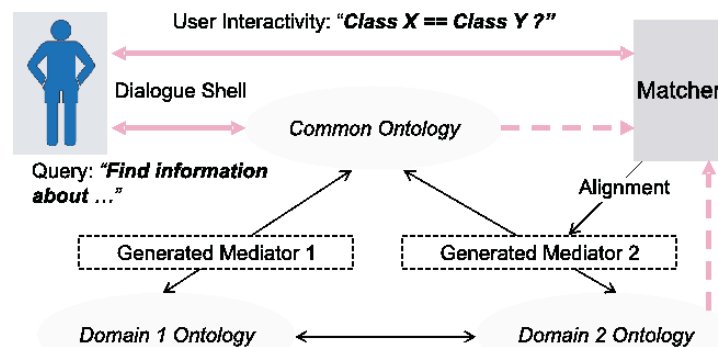 User Interactivity: “Class X == Class Y ?”
Dialogue Shell
Matcher
Common Ontology
Query: “Find information
about …”
Alignment
Generated Mediator 1
Generated Mediator 2
Domain 1 Ontology
Domain 2 Ontology